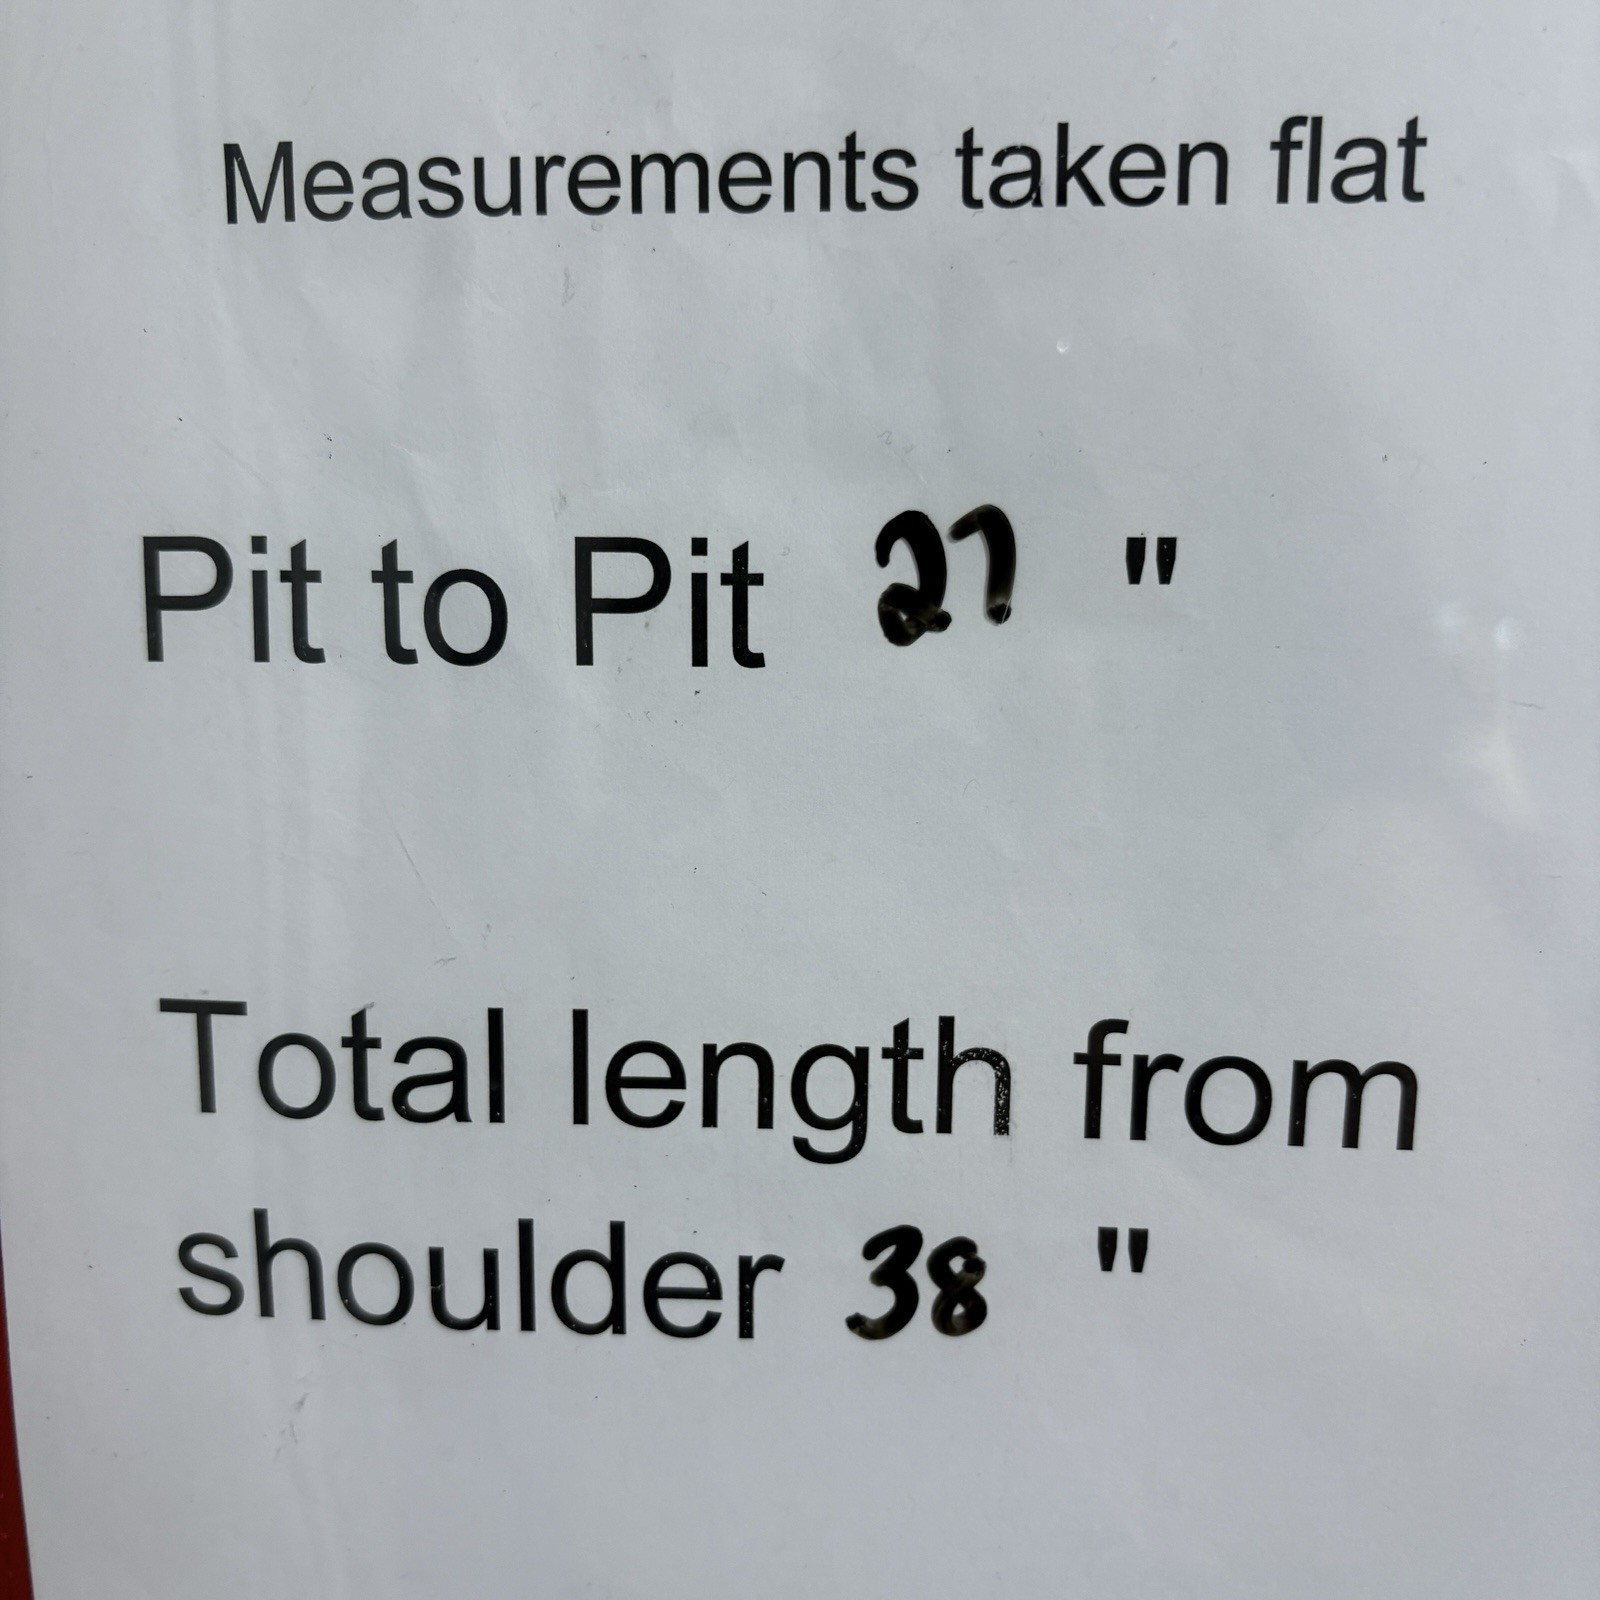 Measurements taken flat
Pit to Pit 27 "
Total length from
shoulder 38 "